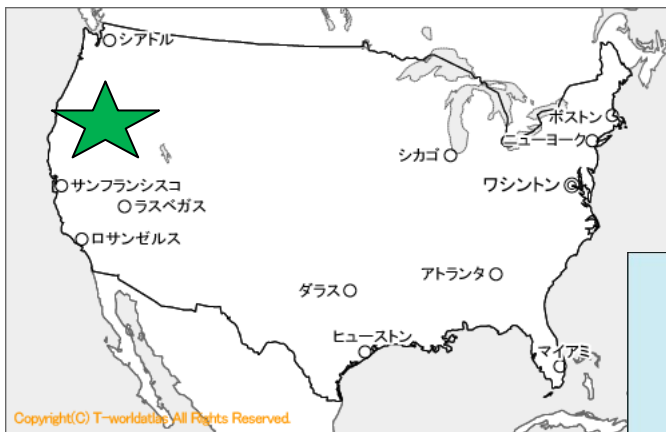 シアトル
ボストン
ニューヨーク
シカゴ
サンフランシスコ
ワシントン
ラスベガス
ロサンゼルス
アトランタ
ダラス
ヒューストン
マイアミ
Copyright(C) T-worldatlas All Rights Reserved.